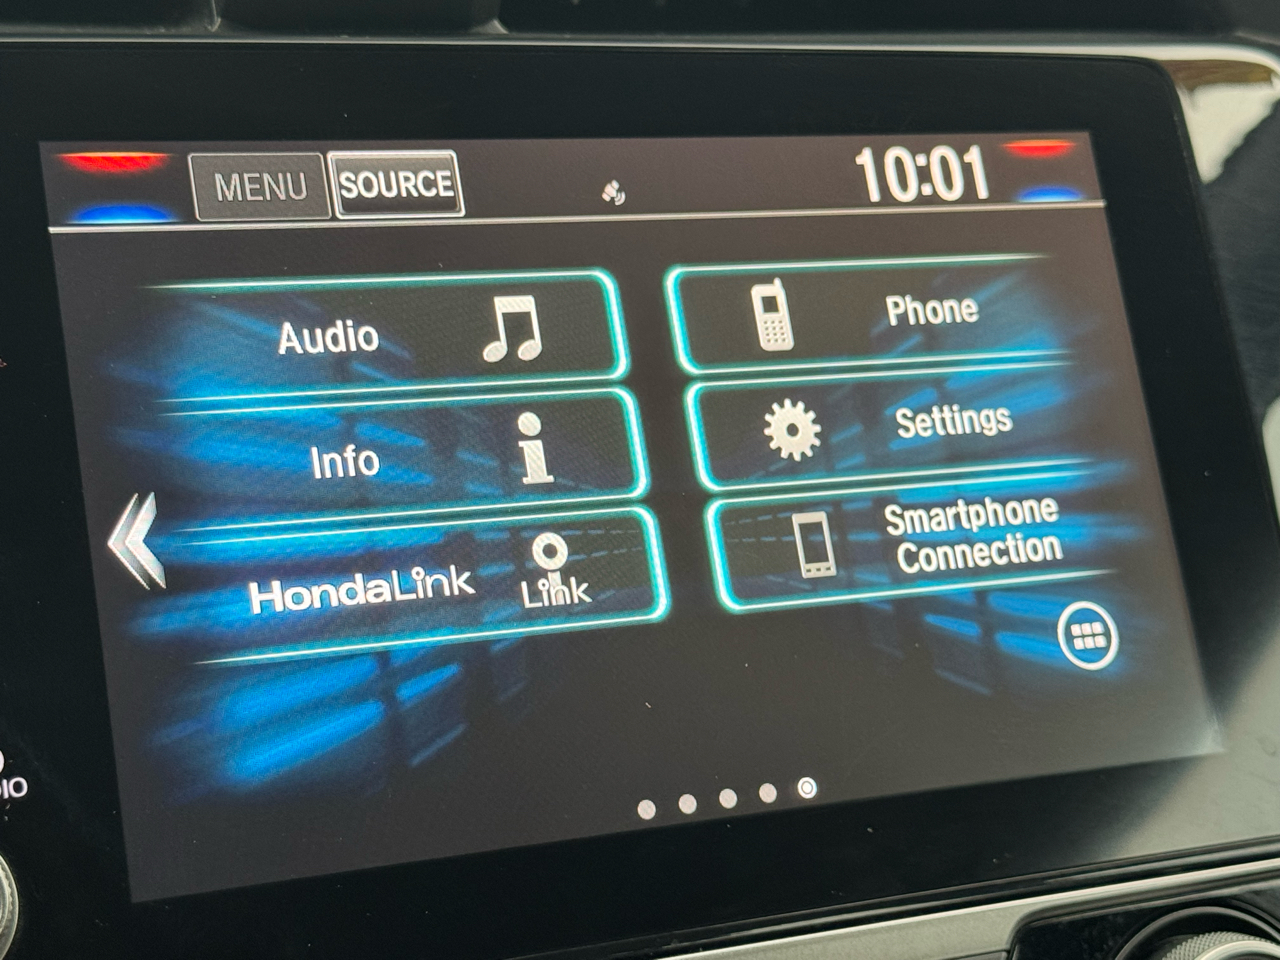 MENU
SOURCE
10:01
Audio
Phone
Info
Settings
HondaLink
Link
Smartphone
Connection